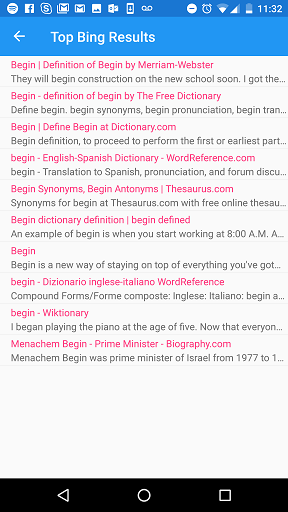 11:32
Top Bing Results
Begin | Definition of Begin by Merriam-Webster
They will begin construction on the new school soon. I got the...
Begin - definition of begin by The Free Dictionary
Define begin. begin synonyms, begin pronunciation, begin tran...
Begin | Define Begin at Dictionary.com
Begin definition, to proceed to perform the first or earliest part...
begin - English-Spanish Dictionary - WordReference.com
begin - Translation to Spanish, pronunciation, and forum discu...
Begin Synonyms, Begin Antonyms | Thesaurus.com
Synonyms for begin at Thesaurus.com with free online thesau...
Begin dictionary definition | begin defined
An example of begin is when you start working at 8:00 A.M. A...
Begin
Begin is a new way of staying on top of everything you've got...
begin - Dizionario inglese-italiano WordReference
Compound Forms/Forme composte: Inglese: Italiano: begin a...
begin - Wiktionary
I began playing the piano at the age of five. Now that everyon...
Menachem Begin - Prime Minister - Biography.com
Menachem Begin was prime minister of Israel from 1977 to 1...